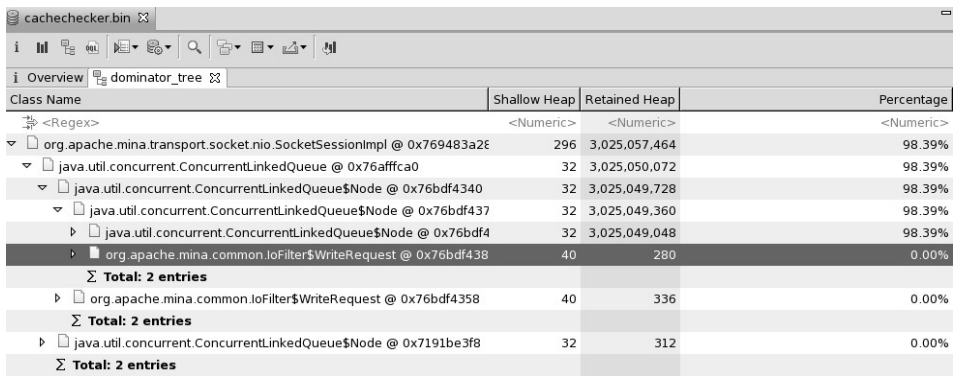 cachechecker.bin
i Overview dominator_tree
Class Name Shallow Heap Retained Heap Percentage
<Regex> <Numeric> <Numeric> <Numeric>
org.apache.mina.transport.socket.nio.SocketSessionImpl @ 0x769483a28 296 3,025,057,464 98.39%
java.util.concurrent.ConcurrentLinkedQueue @ 0x76afffca0 32 3,025,050,072 98.39%
java.util.concurrent.ConcurrentLinkedQueue$Node @ 0x76bdf4340 32 3,025,049,728 98.39%
java.util.concurrent.ConcurrentLinkedQueue$Node @ 0x76bdf437 32 3,025,049,360 98.39%
java.util.concurrent.ConcurrentLinkedQueue$Node @ 0x76bdf4 32 3,025,049,048 98.39%
org.apache.mina.common.IoFilter$WriteRequest @ 0x76bdf438 40 280 0.00%
Σ Total: 2 entries
org.apache.mina.common.IoFilter$WriteRequest @ 0x76bdf4358 40 336 0.00%
Σ Total: 2 entries
java.util.concurrent.ConcurrentLinkedQueue$Node @ 0x7191be3f8 32 312 0.00%
Σ Total: 2 entries